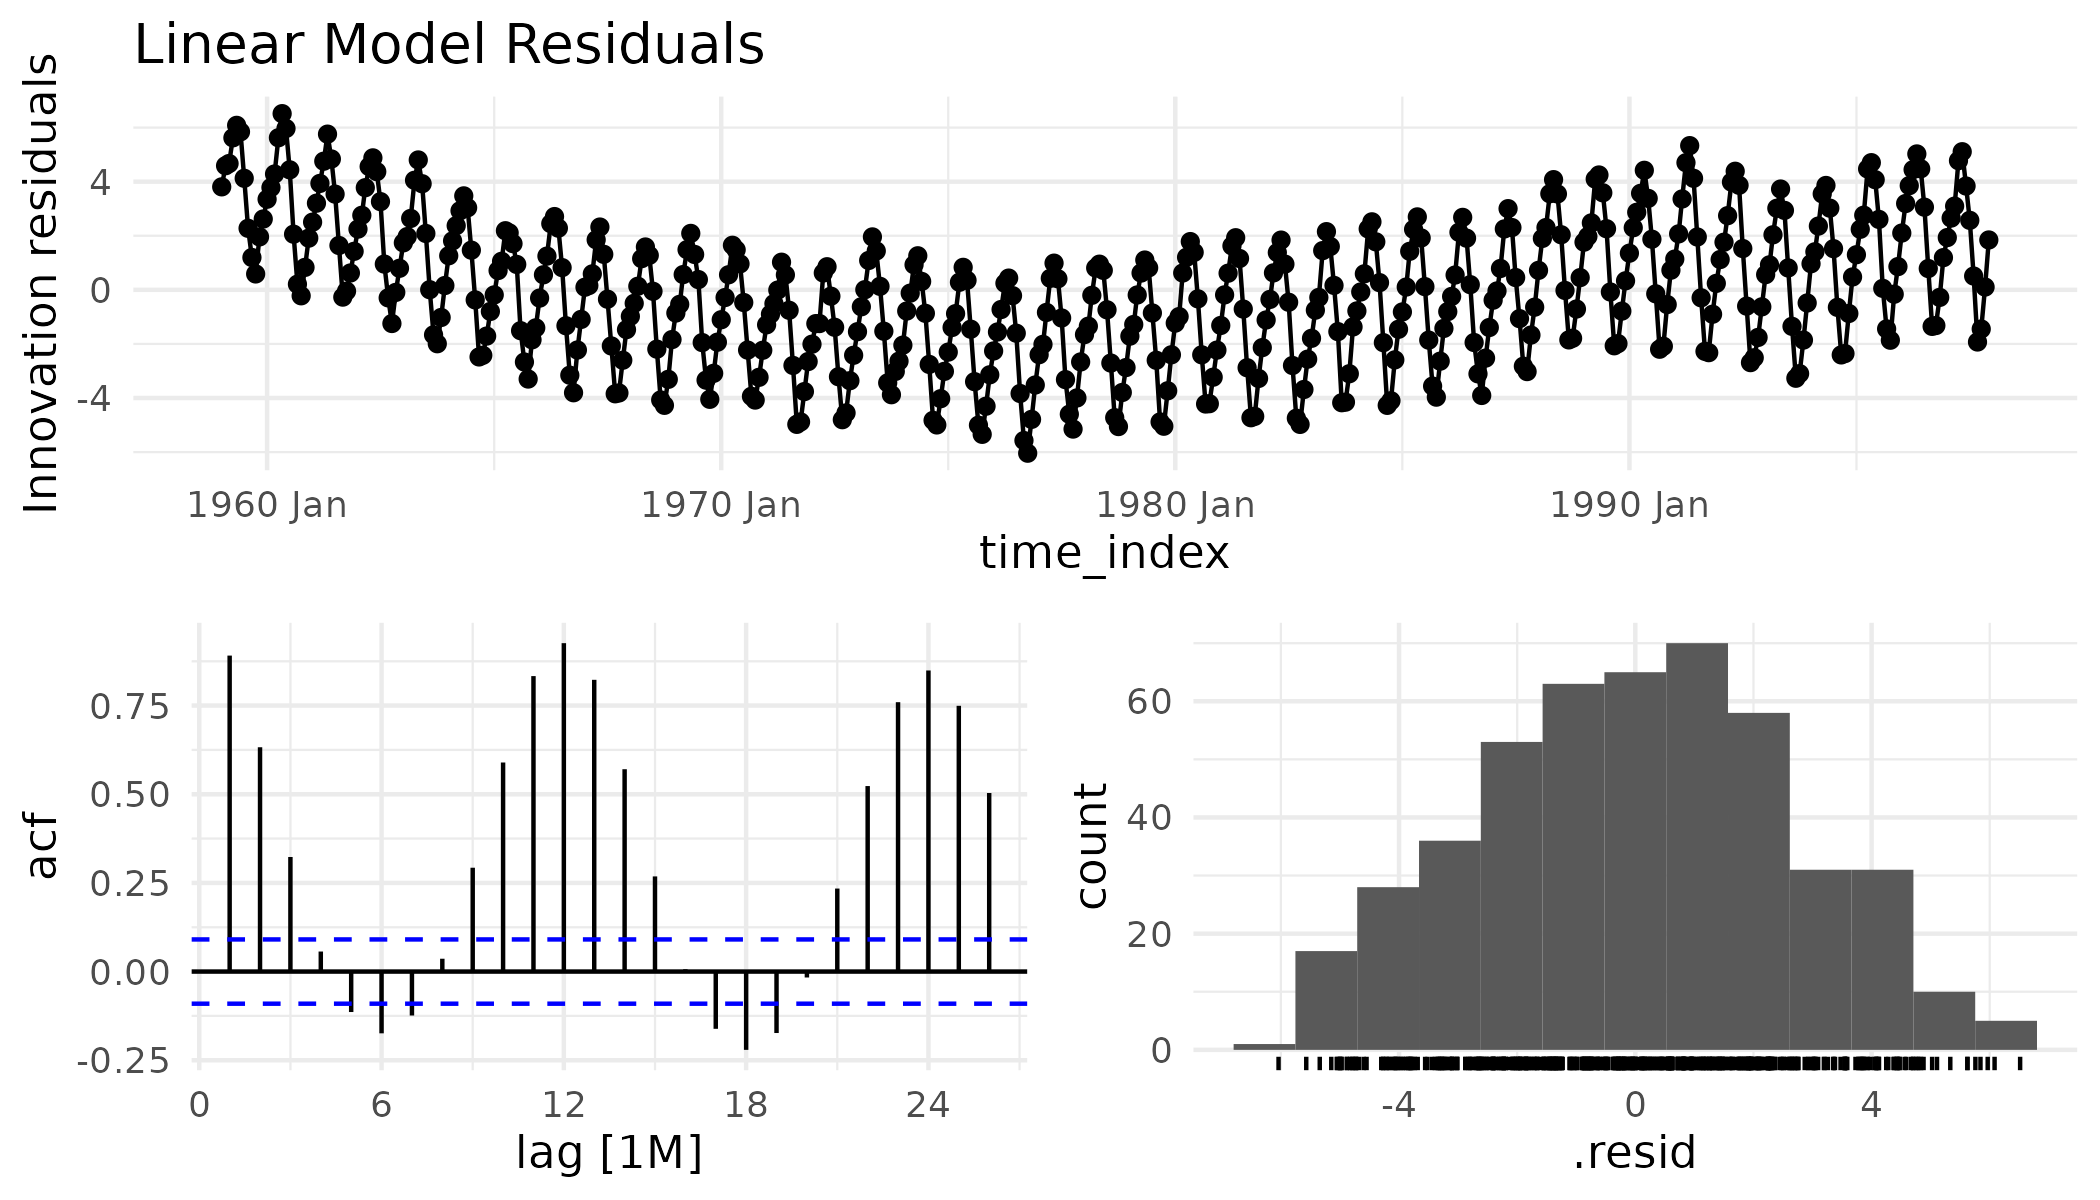 Linear Model Residuals
Innovation residuals
4
0
-4
1960 Jan 1970 Jan 1980 Jan 1990 Jan
time_index
acf
0.75
0.50
0.25
0.00
-0.25
0 6 12 18 24
lag [1M]
count
60
40
20
0
-4 0 4
.resid